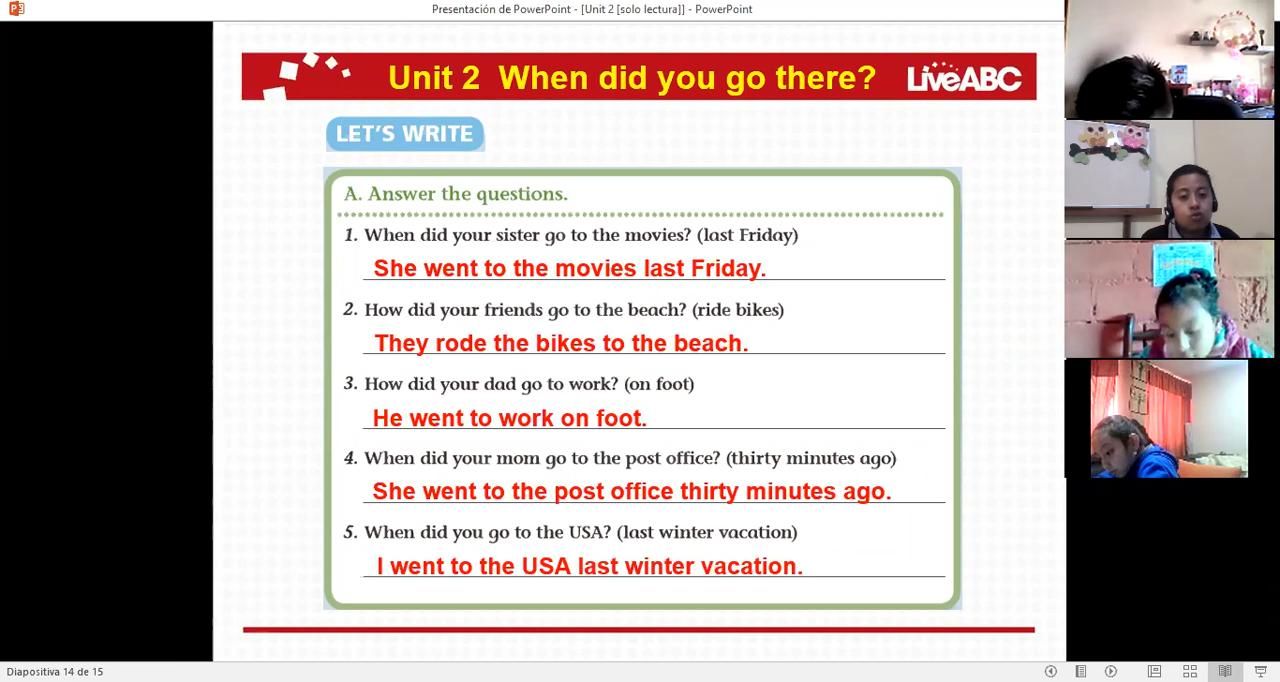 Presentación de PowerPoint - [Unit 2 [solo lectura]] - PowerPoint
Unit 2 When did you go there?
LiveABC
LET'S WRITE
A. Answer the questions.
1. When did your sister go to the movies? (last Friday)
She went to the movies last Friday.
2. How did your friends go to the beach? (ride bikes)
They rode the bikes to the beach.
3. How did your dad go to work? (on foot)
He went to work on foot.
4. When did your mom go to the post office? (thirty minutes ago)
She went to the post office thirty minutes ago.
5. When did you go to the USA? (last winter vacation)
I went to the USA last winter vacation.
Diapositiva 14 de 15